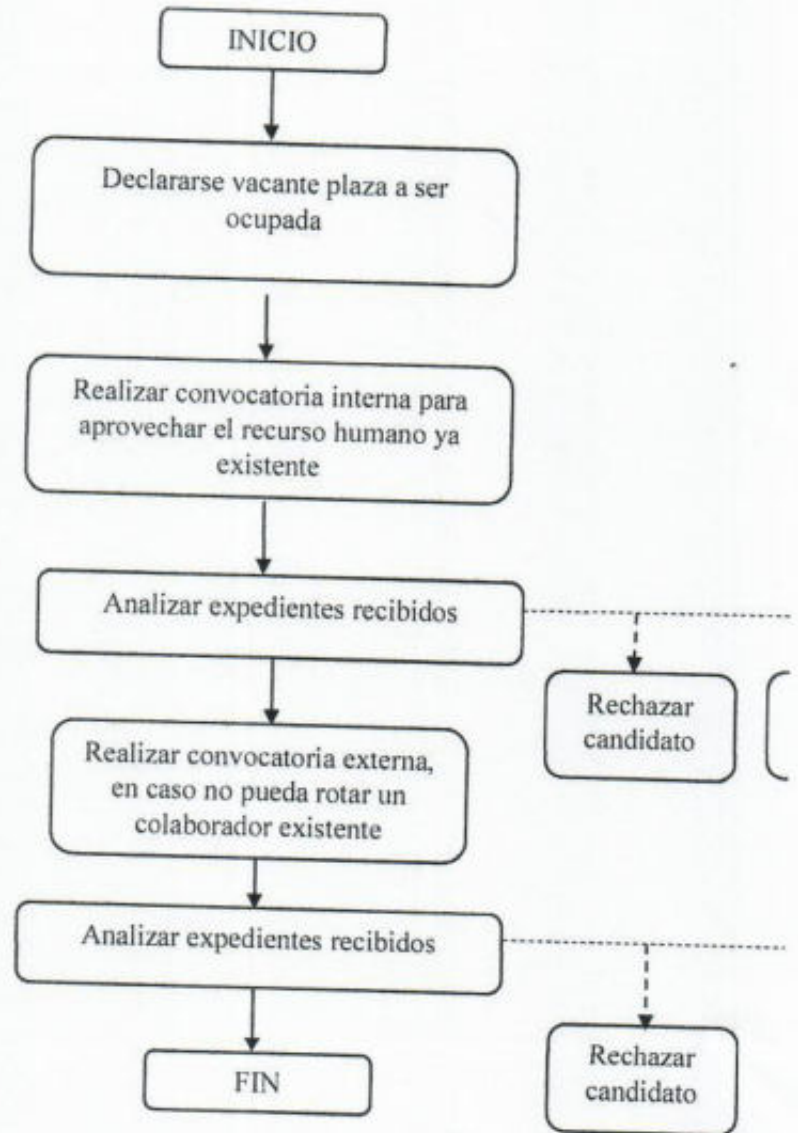 INICIO
Declararse vacante plaza a ser
ocupada
Realizar convocatoria interna para
aprovechar el recurso humano ya
existente
Analizar expedientes recibidos
Rechazar
candidato
Realizar convocatoria externa,
en caso no pueda rotar un
colaborador existente
Analizar expedientes recibidos
Rechazar
candidato
FIN